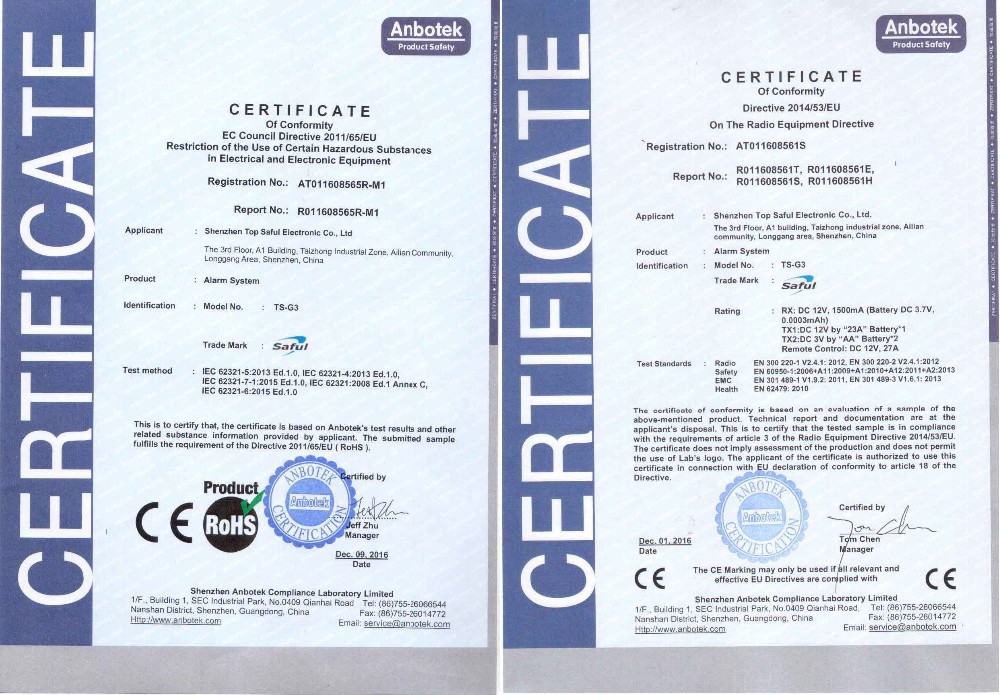 CERTIFICATE
Anbotek
Product Safety
CERTIFICATE
Of Conformity
EC Council Directive 2011/65/EU
Restriction of the Use of Certain Hazardous Substances
in Electrical and Electronic Equipment
Registration No.: AT011608565R-M1
Report No.: R011608565R-M1
Applicant : Shenzhen Top Saful Electronic Co., Ltd
The 3rd Floor, A1 Building, Taizhong Industrial Zone, Ailian Community,
Longgang Area, Shenzhen, China
Product : Alarm System
Identification : Model No. : TS-G3
Trade Mark : Saful
Test method : IEC 62321-5:2013 Ed.1.0, IEC 62321-4:2013 Ed.1.0,
IEC 62321-7-1:2015 Ed.1.0, IEC 62321:2008 Ed.1 Annex C,
IEC 62321-6:2015 Ed.1.0
This is to certify that, the certificate is based on Anbotek's test results and other
related substance information provided by applicant. The submitted sample
fulfills the requirement of the Directive 2011/65/EU ( RoHS ).
CE
Product
RoHS
ANBOTEK
Anbotek
CERTIFICATION
Certified by
Jeff Zhu
Manager
Dec. 09, 2016
Date
Shenzhen Anbotek Compliance Laboratory Limited
1/F., Building 1, SEC Industrial Park, No.0409 Qianhai Road Tel: (86)755-26066544
Nanshan District, Shenzhen, Guangdong, China Fax: (86)755-26014772
Http://www.anbotek.com Email: service@anbotek.com
CERTIFICATE
Anbotek
Product Safety
CERTIFICATE
Of Conformity
Directive 2014/53/EU
On The Radio Equipment Directive
Registration No.: AT011608561S
Report No.: R011608561T, R011608561E,
R011608561S, R011608561H
Applicant : Shenzhen Top Saful Electronic Co., Ltd.
The 3rd Floor, A1 building, Taizhong industrial zone, Ailian
community, Longgang area, Shenzhen, China
Product : Alarm System
Identification : Model No. : TS-G3
Trade Mark : Saful
Rating : RX: DC 12V, 1500mA (Battery DC 3.7V,
0.0003mAh)
TX1:DC 12V by "23A" Battery*1
TX2:DC 3V by "AA" Battery*2
Remote Control: DC 12V, 27A
Test Standards : Radio EN 300 220-1 V2.4.1: 2012, EN 300 220-2 V2.4.1:2012
Safety EN 60950-1:2006+A11:2009+A1:2010+A12:2011+A2:2013
EMC EN 301 489-1 V1.9.2: 2011, EN 301 489-3 V1.6.1: 2013
Health EN 62479: 2010
The certificate of conformity is based on an evaluation of a sample of the
above-mentioned product. Technical report and documentation are at the
applicant's disposal. This is to certify that the tested sample is in compliance
with the requirements of article 3 of the Radio Equipment Directive 2014/53/EU.
The certificate does not imply assessment of the production and does not permit
the use of Lab's logo. The applicant of the certificate is authorized to use this
certificate in connection with EU declaration of conformity to article 18 of the
Directive.
ANBOTEK
Anbotek
CERTIFICATION
Certified by
Tom Chen
Manager
Dec. 01, 2016
Date
CE
The CE Marking may only be used if all relevant and
effective EU Directives are complied with
CE
Shenzhen Anbotek Compliance Laboratory Limited
1/F., Building 1, SEC Industrial Park, No.0409 Qianhai Road, Tel: (86)755-26066544
Nanshan District, Shenzhen, Guangdong, China Fax: (86)755-26014772
Http://www.anbotek.com Email: service@anbotek.com